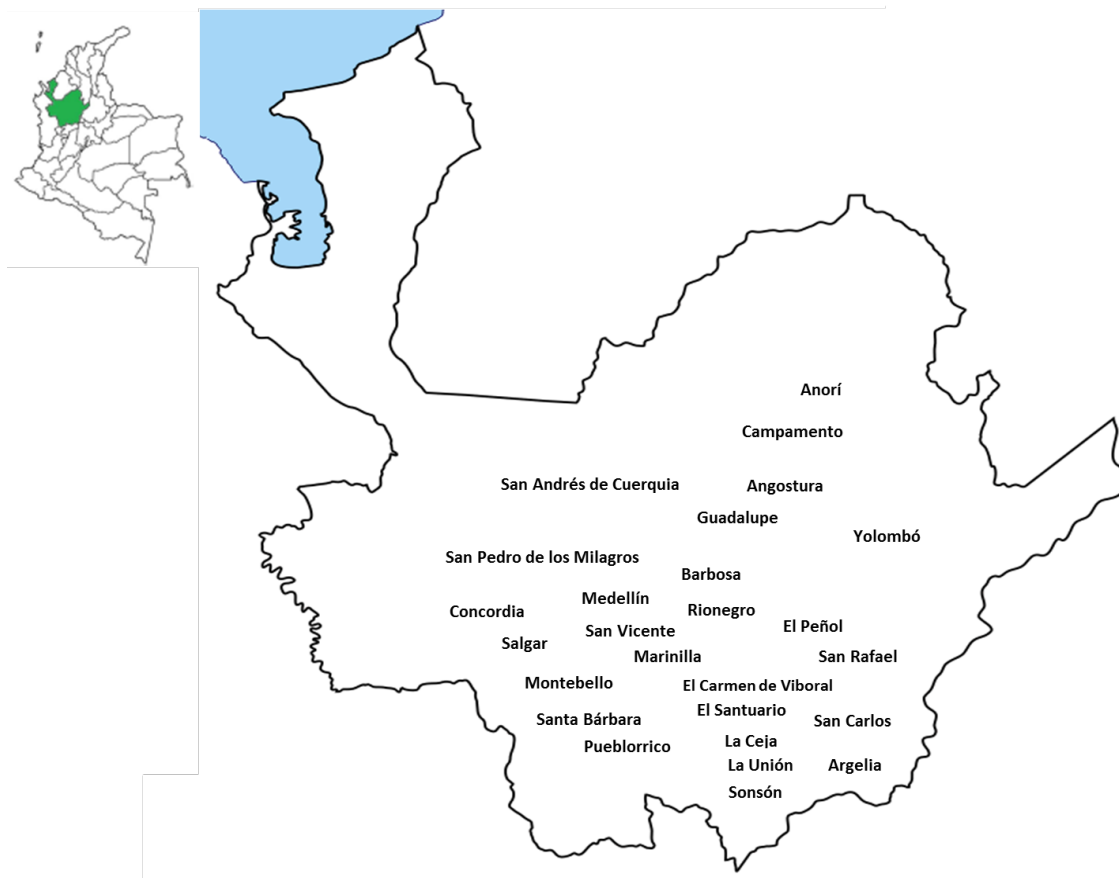 Anorí
Campamento
San Andrés de Cuerquia
Angostura
Guadalupe
Yolombó
San Pedro de los Milagros
Barbosa
Medellín
Rionegro
Concordia
El Peñol
San Vicente
Salgar
Marinilla
San Rafael
Montebello
El Carmen de Viboral
El Santuario
Santa Bárbara
San Carlos
La Ceja
Pueblorrico
La Unión
Argelia
Sonsón